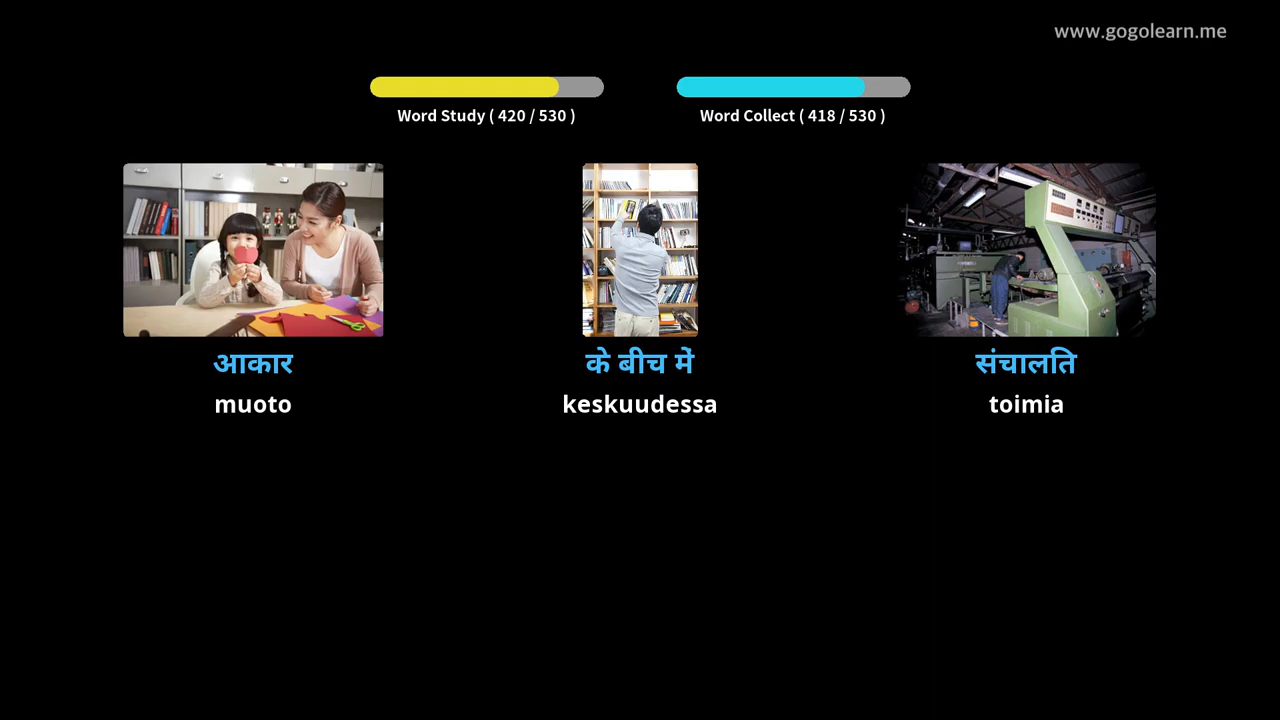 www.gogolearn.me
Word Study ( 420 / 530 )
Word Collect ( 418 / 530 )
आकार
के बीच में
संचालति
muoto
keskuudessa
toimia